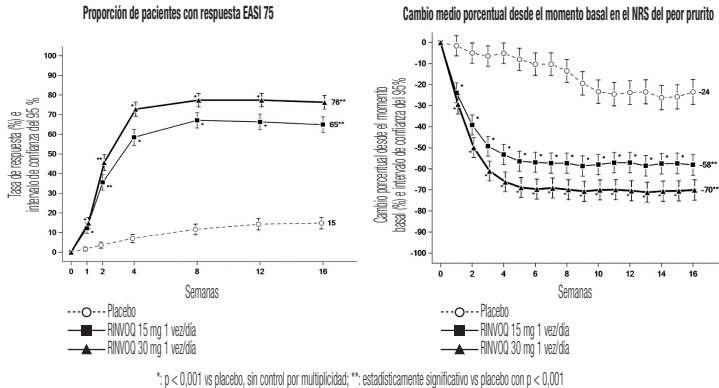 Proporción de pacientes con respuesta EASI 75
Tasa de respuesta (%) e
intervalo de confianza del 95 %
100
90
80
70
60
50
40
30
20
10
0
*
*
*
*
76**
**
*
*
*
65**
**
*
*
15
0 1 2 4 8 12 16
Semanas
Placebo
RINVOQ 15 mg 1 vez/día
RINVOQ 30 mg 1 vez/día
Cambio medio porcentual desde el momento basal en el NRS del peor prurito
Cambio porcentual desde el momento
basal (%) e intervalo de confianza del 95%
0
-10
-20
-30
-40
-50
-60
-70
-80
-90
-100
-24
-58**
-70**
0 2 4 6 8 10 12 14 16
Semanas
Placebo
RINVOQ 15 mg 1 vez/día
RINVOQ 30 mg 1 vez/día
*: p < 0,001 vs placebo, sin control por multiplicidad; **: estadísticamente significativo vs placebo con p < 0,001